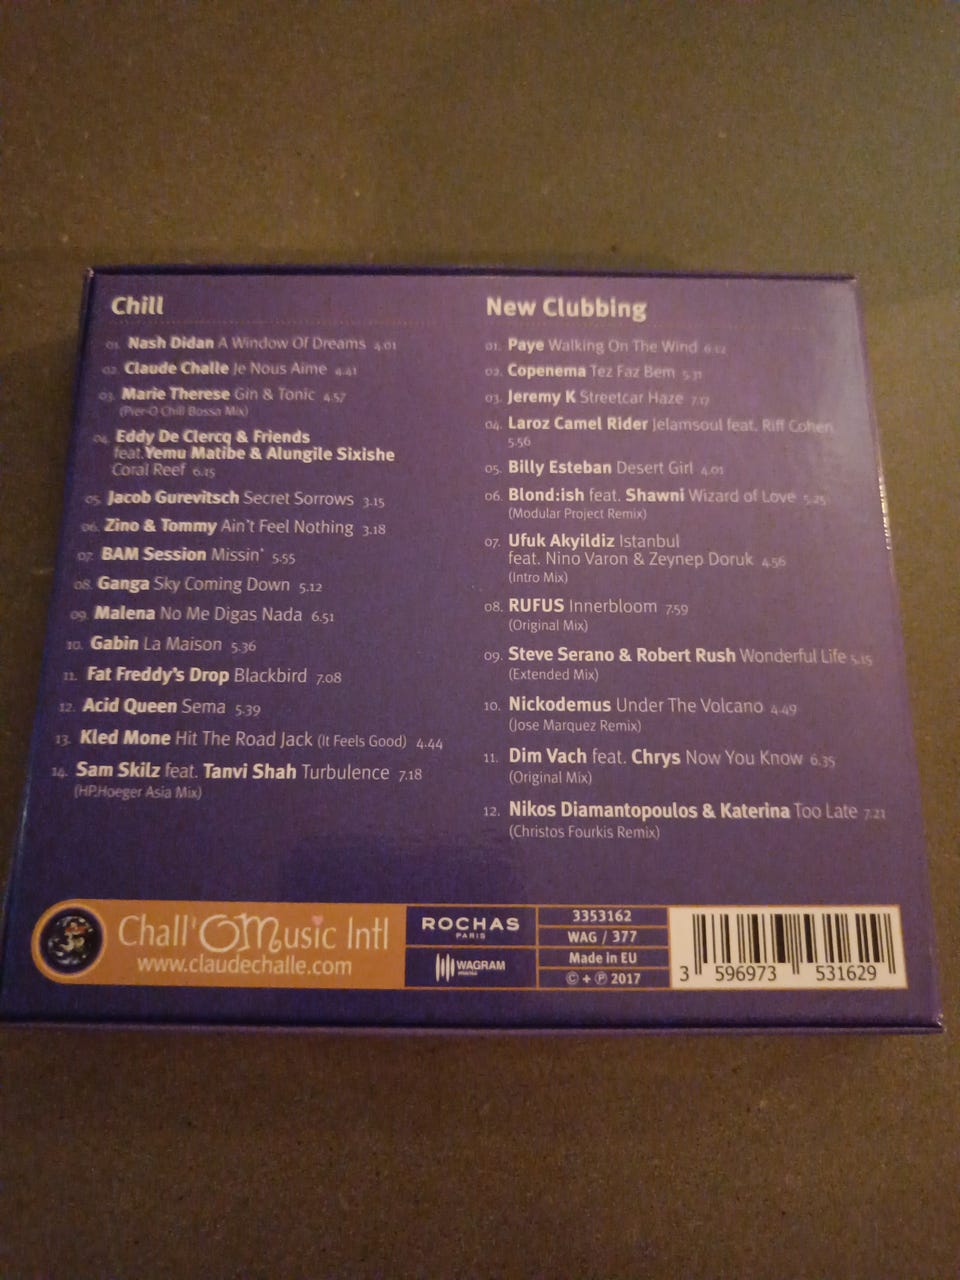 Chill
01. Nash Didan A Window Of Dreams 4.01
02. Claude Challe Je Nous Aime 4.41
03. Marie Therese Gin & Tonic 4.57
(Pier-O Chill Bossa Mix)
04. Eddy De Clercq & Friends
feat. Yemu Matibe & Alungile Sixishe
Coral Reef 6.15
05. Jacob Gurevitsch Secret Sorrows 3.15
06. Zino & Tommy Ain't Feel Nothing 3.18
07. BAM Session Missin' 5.55
08. Ganga Sky Coming Down 5.12
09. Malena No Me Digas Nada 6.51
10. Gabin La Maison 5.36
11. Fat Freddy's Drop Blackbird 7.08
12. Acid Queen Sema 5.39
13. Kled Mone Hit The Road Jack (It Feels Good) 4.44
14. Sam Skilz feat. Tanvi Shah Turbulence 7.18
(HP.Hoeger Asia Mix)
New Clubbing
01. Paye Walking On The Wind 6.12
02. Copenema Tez Faz Bem 5.31
03. Jeremy K Streetcar Haze 7.17
04. Laroz Camel Rider Jelamsoul feat. Riff Cohen
5.56
05. Billy Esteban Desert Girl 4.01
06. Blond:ish feat. Shawni Wizard of Love 5.25
(Modular Project Remix)
07. Ufuk Akyildiz Istanbul
feat. Nino Varon & Zeynep Doruk 4.56
(Intro Mix)
08. RUFUS Innerbloom 7.59
(Original Mix)
09. Steve Serano & Robert Rush Wonderful Life 5.15
(Extended Mix)
10. Nickodemus Under The Volcano 4.49
(Jose Marquez Remix)
11. Dim Vach feat. Chrys Now You Know 6.35
(Original Mix)
12. Nikos Diamantopoulos & Katerina Too Late 7.21
(Christos Fourkis Remix)
Chall'OMusic Intl
www.claudechalle.com
ROCHAS
PARIS
WAGRAM
3353162
WAG / 377
Made in EU
© + ℗ 2017
3 596973 531629